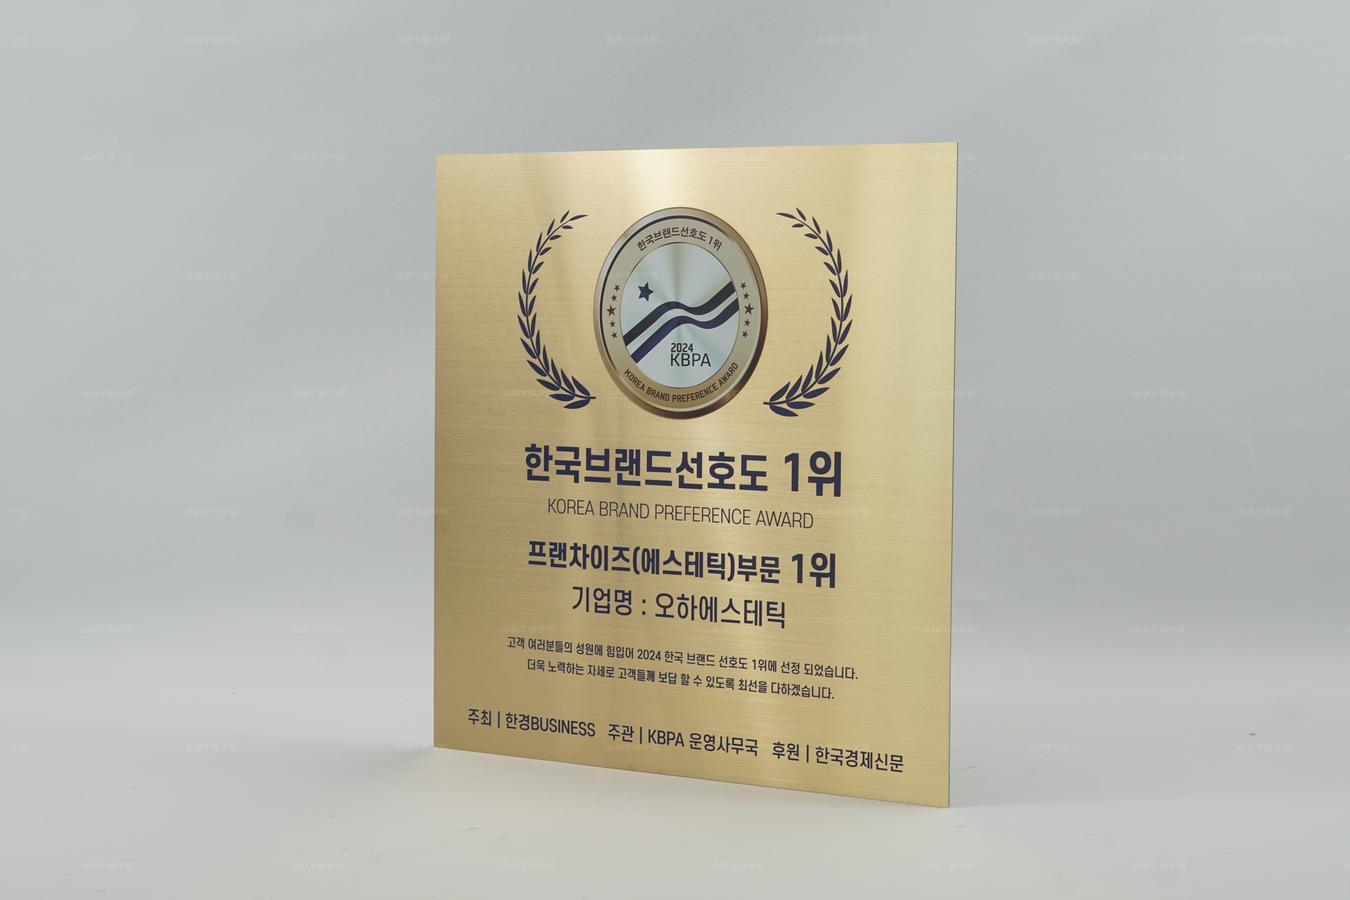 한국브랜드선호도 1위
2024
KBPA
KOREA BRAND PREFERENCE AWARD
한국브랜드선호도 1위
KOREA BRAND PREFERENCE AWARD
프랜차이즈(에스테틱)부문 1위
기업명 : 오하에스테틱
고객 여러분들의 성원에 힘입어 2024 한국 브랜드 선호도 1위에 선정 되었습니다.
더욱 노력하는 자세로 고객들께 보답 할 수 있도록 최선을 다하겠습니다.
주최 | 한경BUSINESS 주관 | KBPA 운영사무국 후원 | 한국경제신문
ARTSYS